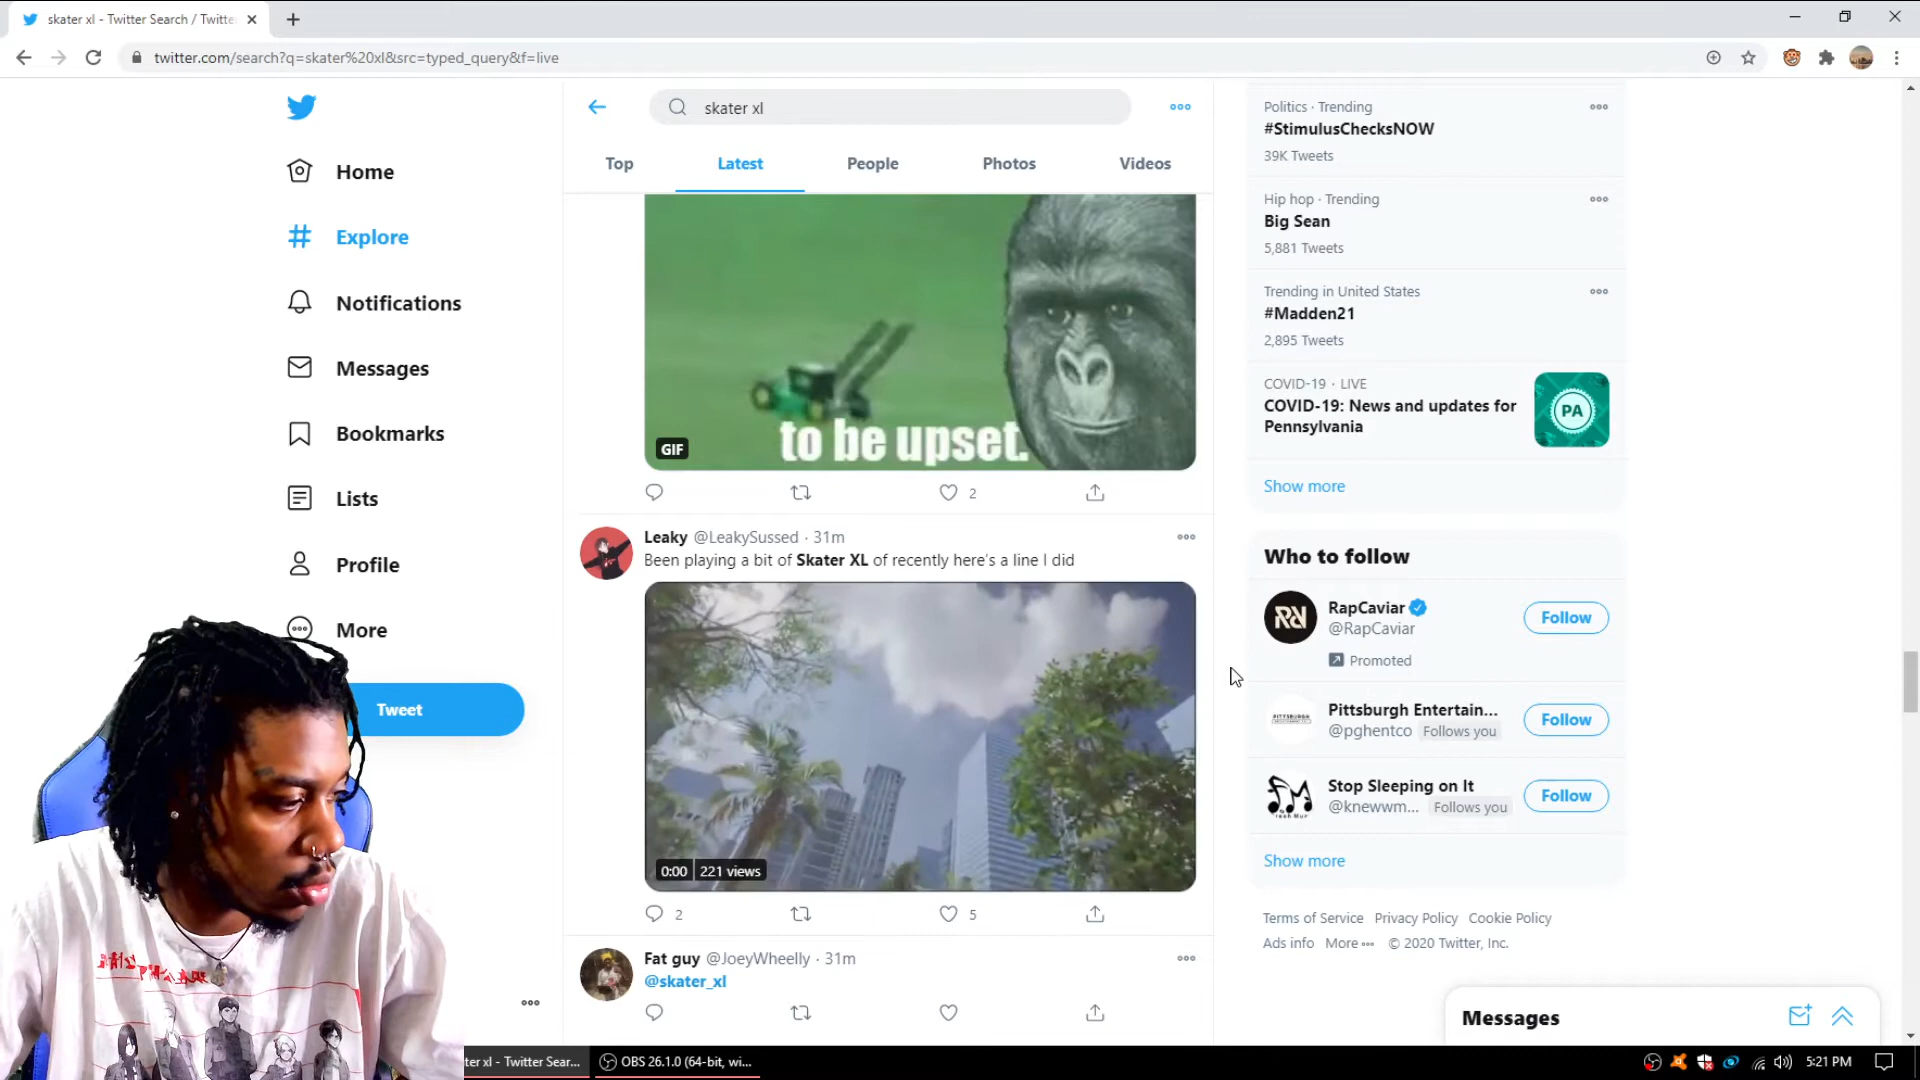 skater xl - Twitter Search / Twitte
twitter.com/search?q=skater%20xl&src=typed_query&f=live
skater xl
Top
Latest
People
Photos
Videos
Home
Explore
Notifications
Messages
Bookmarks
Lists
Profile
More
Tweet
to be upset.
GIF
2
Leaky @LeakySussed · 31m
Been playing a bit of Skater XL of recently here's a line I did
0:00 221 views
2
5
Fat guy @JoeyWheelly · 31m
@skater_xl
Politics · Trending
#StimulusChecksNOW
39K Tweets
Hip hop · Trending
Big Sean
5,881 Tweets
Trending in United States
#Madden21
2,895 Tweets
COVID-19 · LIVE
COVID-19: News and updates for
Pennsylvania
PA
Show more
Who to follow
RapCaviar
@RapCaviar
Promoted
Follow
Pittsburgh Entertain...
@pghentco Follows you
Follow
Stop Sleeping on It
@knewwm... Follows you
Follow
Show more
Terms of Service Privacy Policy Cookie Policy
Ads info More © 2020 Twitter, Inc.
Messages
ter xl - Twitter Sear...
OBS 26.1.0 (64-bit, wi...
5:21 PM